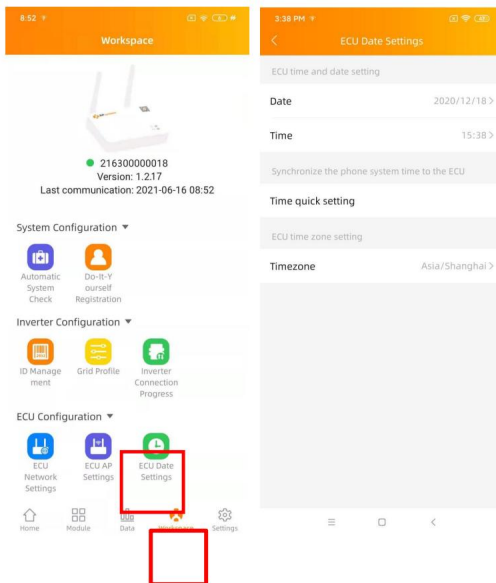 8:52
Workspace
216300000018
Version: 1.2.17
Last communication: 2021-06-16 08:52
System Configuration
Automatic
System
Check
Do-It-Y
ourself
Registration
Inverter Configuration
ID Manage
ment
Grid Profile
Inverter
Connection
Progress
ECU Configuration
ECU
Network
Settings
ECU AP
Settings
ECU Date
Settings
Home
Module
Data
Workspace
Settings
3:38 PM
ECU Date Settings
ECU time and date setting
Date 2020/12/18
Time 15:38
Synchronize the phone system time to the ECU
Time quick setting
ECU time zone setting
Timezone Asia/Shanghai